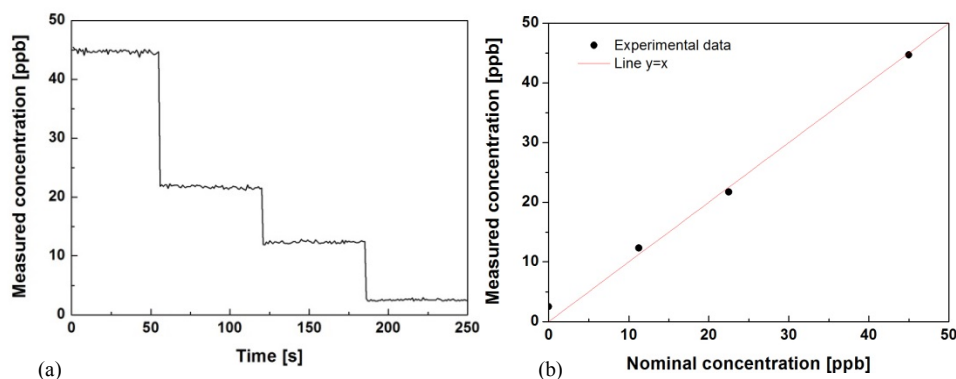 50
40
30
20
10
0
Measured concentration [ppb]
0 50 100 150 200 250
Time [s]
(a)
50
40
30
20
10
0
Measured concentration [ppb]
Experimental data
Line y=x
0 10 20 30 40 50
Nominal concentration [ppb]
(b)